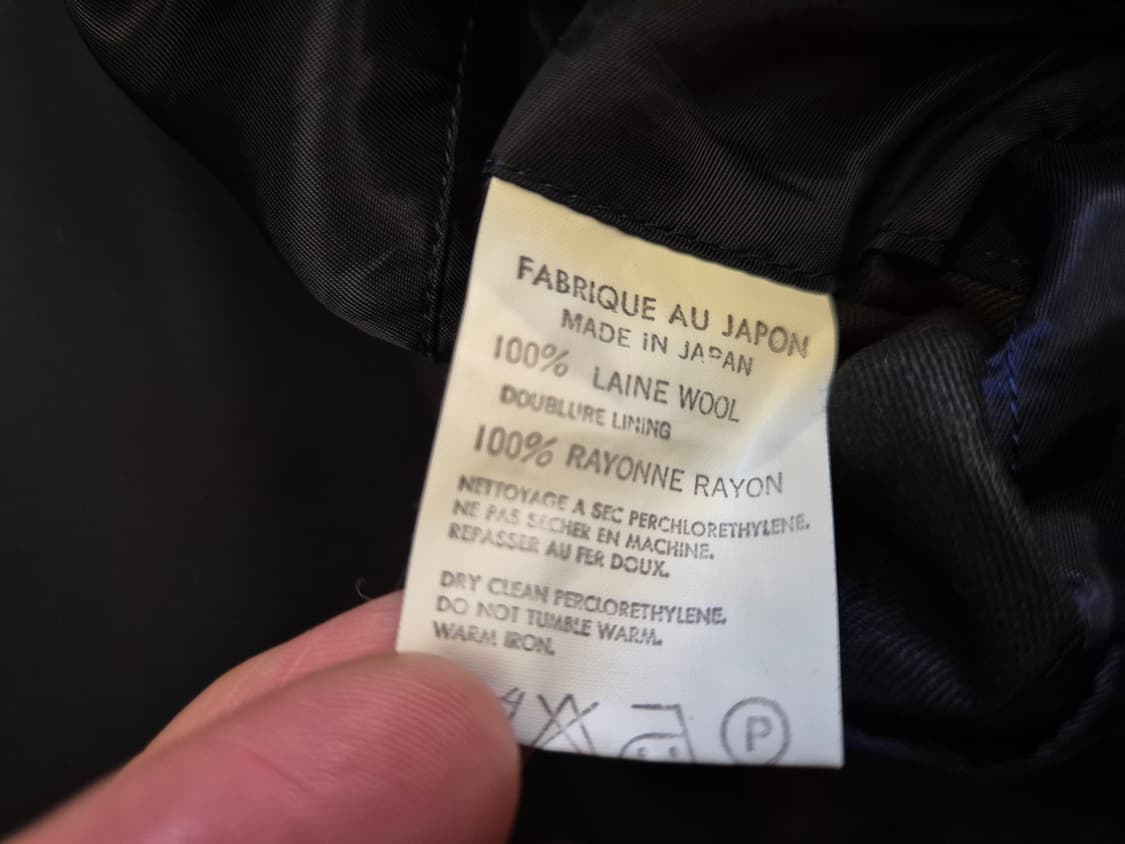 FABRIQUE AU JAPON
MADE IN JAPAN
100% LAINE WOOL
DOUBLURE LINING
100% RAYONNE RAYON
NETTOYAGE A SEC PERCHLORETHYLENE.
NE PAS SECHER EN MACHINE.
REPASSER AU FER DOUX.
DRY CLEAN PERCLORETHYLENE.
DO NOT TUMBLE WARM.
WARM IRON.
P